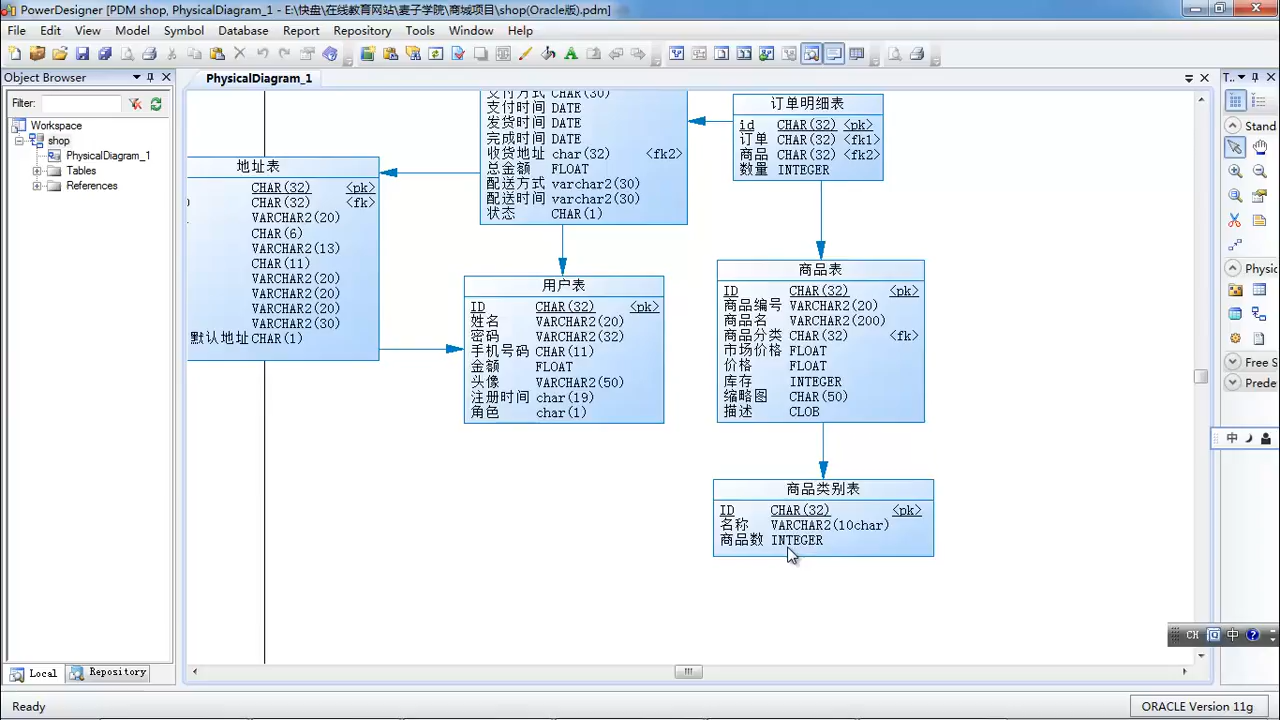 PowerDesigner [PDM shop, PhysicalDiagram_1 - E:\快盘\在线教育网站\麦子学院\商城项目\shop(Oracle版).pdm]
File Edit View Model Symbol Database Report Repository Tools Window Help
Object Browser
Filter:
Workspace
shop
PhysicalDiagram_1
Tables
References
Local Repository
PhysicalDiagram_1
支付方式 CHAR(30)
支付时间 DATE
发货时间 DATE
完成时间 DATE
收货地址 char(32) <fk2>
总金额 FLOAT
配送方式 varchar2(30)
配送时间 varchar2(30)
状态 CHAR(1)
订单明细表
id CHAR(32) <pk>
订单 CHAR(32) <fk1>
商品 CHAR(32) <fk2>
数量 INTEGER
地址表
CHAR(32) <pk>
CHAR(32) <fk>
VARCHAR2(20)
CHAR(6)
VARCHAR2(13)
CHAR(11)
VARCHAR2(20)
VARCHAR2(20)
VARCHAR2(20)
VARCHAR2(30)
默认地址 CHAR(1)
用户表
ID CHAR(32) <pk>
姓名 VARCHAR2(20)
密码 VARCHAR2(32)
手机号码 CHAR(11)
金额 FLOAT
头像 VARCHAR2(50)
注册时间 char(19)
角色 char(1)
商品表
ID CHAR(32) <pk>
商品编号 VARCHAR2(20)
商品名 VARCHAR2(200)
商品分类 CHAR(32) <fk>
市场价格 FLOAT
价格 FLOAT
库存 INTEGER
缩略图 CHAR(50)
描述 CLOB
商品类别表
ID CHAR(32) <pk>
名称 VARCHAR2(10char)
商品数 INTEGER
T...
Stand
Physic
Free S
Prede
中
CH 中
Ready
ORACLE Version 11g